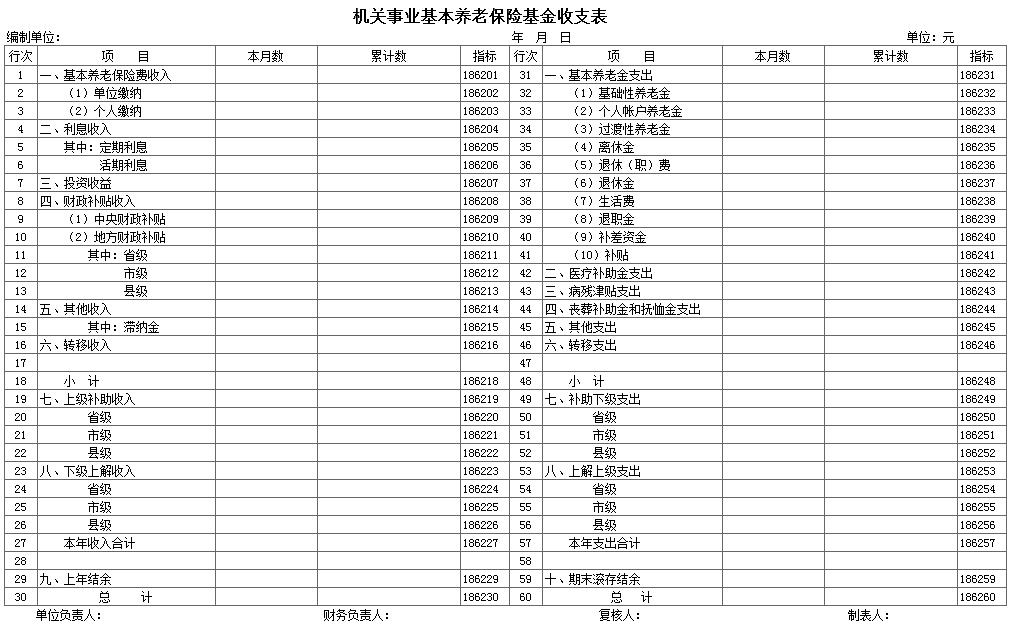 机关事业基本养老保险基金收支表
编制单位： 年 月 日 单位：元
行次 项 目 本月数 累计数 指标 行次 项 目 本月数 累计数 指标
1 一、基本养老保险费收入 186201 31 一、基本养老金支出 186231
2 （1）单位缴纳 186202 32 （1）基础性养老金 186232
3 （2）个人缴纳 186203 33 （2）个人帐户养老金 186233
4 二、利息收入 186204 34 （3）过渡性养老金 186234
5 其中：定期利息 186205 35 （4）离休金 186235
6 活期利息 186206 36 （5）退休（职）费 186236
7 三、投资收益 186207 37 （6）退休金 186237
8 四、财政补贴收入 186208 38 （7）生活费 186238
9 （1）中央财政补贴 186209 39 （8）退职金 186239
10 （2）地方财政补贴 186210 40 （9）补差资金 186240
11 其中：省级 186211 41 （10）补贴 186241
12 市级 186212 42 二、医疗补助金支出 186242
13 县级 186213 43 三、病残津贴支出 186243
14 五、其他收入 186214 44 四、丧葬补助金和抚恤金支出 186244
15 其中：滞纳金 186215 45 五、其他支出 186245
16 六、转移收入 186216 46 六、转移支出 186246
17 47
18 小 计 186218 48 小 计 186248
19 七、上级补助收入 186219 49 七、补助下级支出 186249
20 省级 186220 50 省级 186250
21 市级 186221 51 市级 186251
22 县级 186222 52 县级 186252
23 八、下级上解收入 186223 53 八、上解上级支出 186253
24 省级 186224 54 省级 186254
25 市级 186225 55 市级 186255
26 县级 186226 56 县级 186256
27 本年收入合计 186227 57 本年支出合计 186257
28 58
29 九、上年结余 186229 59 十、期末滚存结余 186259
30 总 计 186230 60 总 计 186260
单位负责人： 财务负责人： 复核人： 制表人：